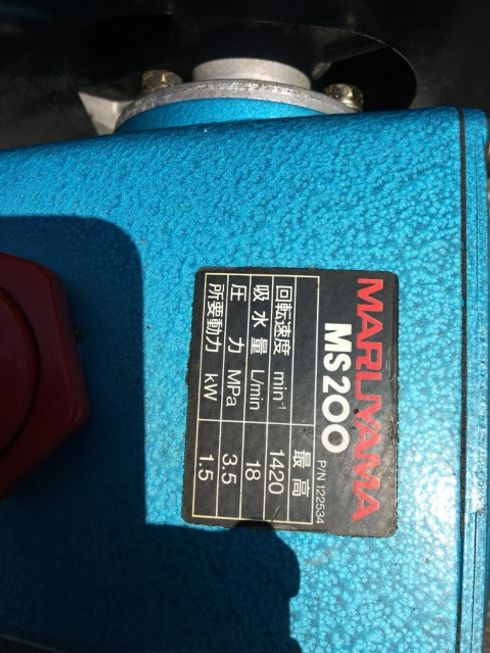 MARUYAMA
MS200
P/N 122534
最高
回転速度 min-1 1420
吸水量 L/min 18
圧力 MPa 3.5
所要動力 kW 1.5